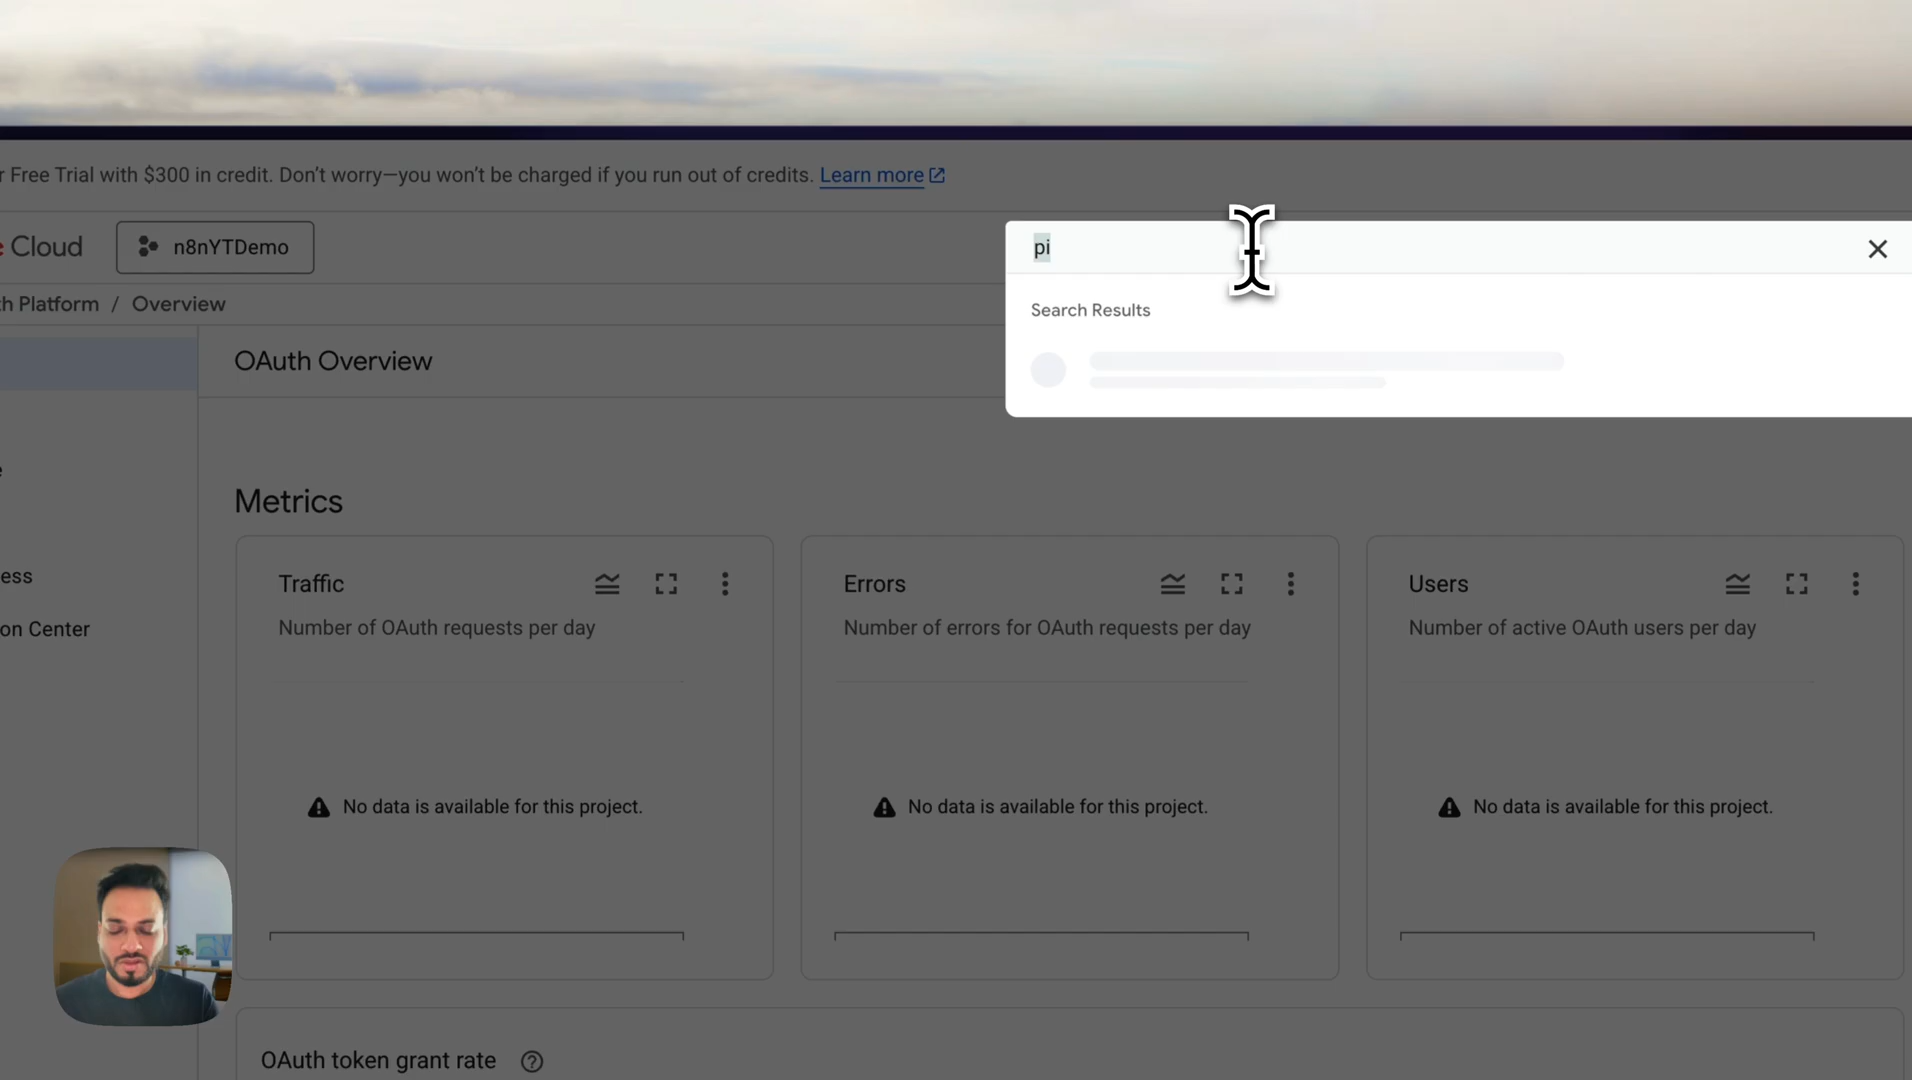 r Free Trial with $300 in credit. Don't worry—you won't be charged if you run out of credits. Learn more
Cloud
n8nYTDemo
pi
th Platform / Overview
Search Results
OAuth Overview
e
Metrics
ess
on Center
Traffic
Number of OAuth requests per day
No data is available for this project.
Errors
Number of errors for OAuth requests per day
No data is available for this project.
Users
Number of active OAuth users per day
No data is available for this project.
OAuth token grant rate